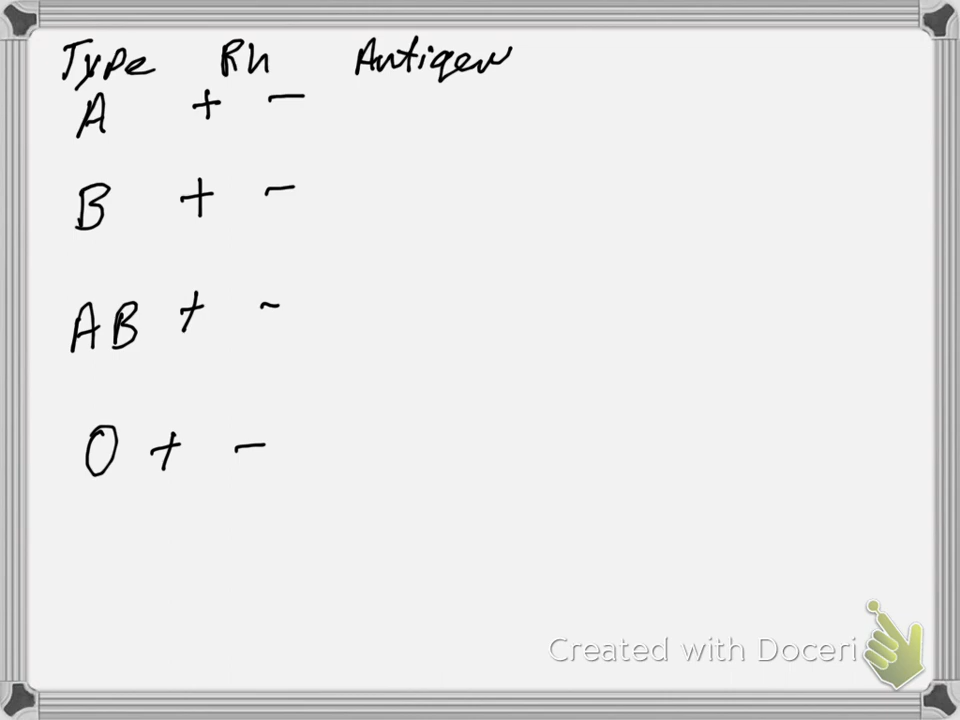 Type Rh Antigen
A + -
B + -
AB + -
O + -
Created with Doceri